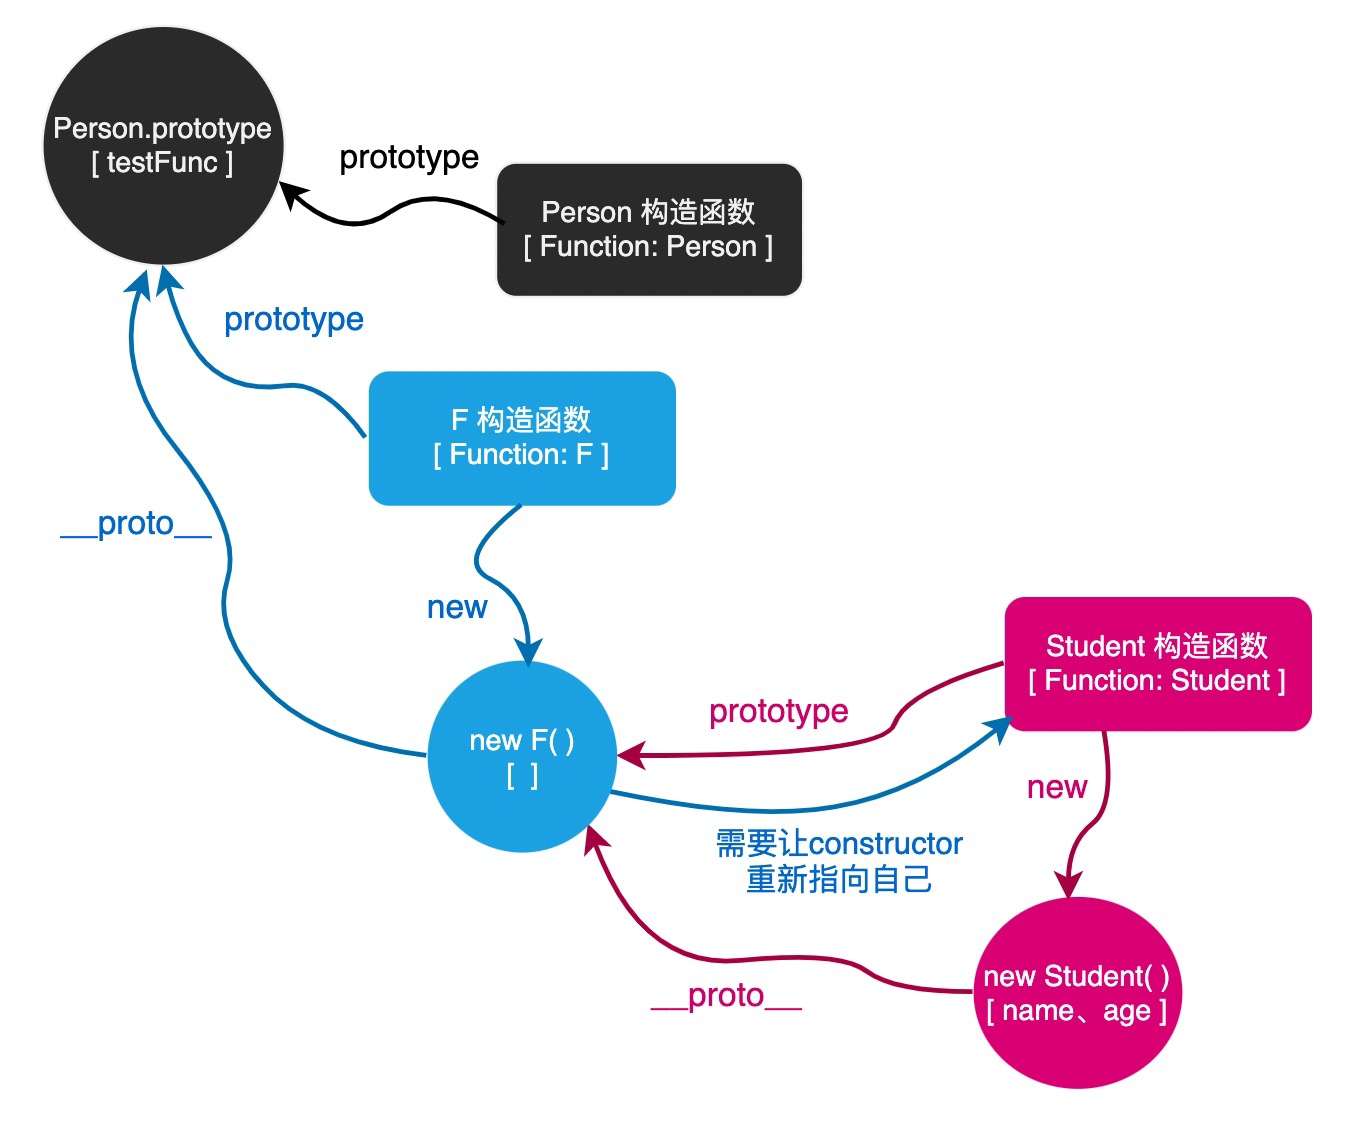 Person.prototype
[ testFunc ]
prototype
Person 构造函数
[ Function: Person ]
prototype
F 构造函数
[ Function: F ]
__proto__
new
new F( )
[ ]
Student 构造函数
[ Function: Student ]
prototype
new
需要让constructor
重新指向自己
new Student( )
[ name、age ]
__proto__